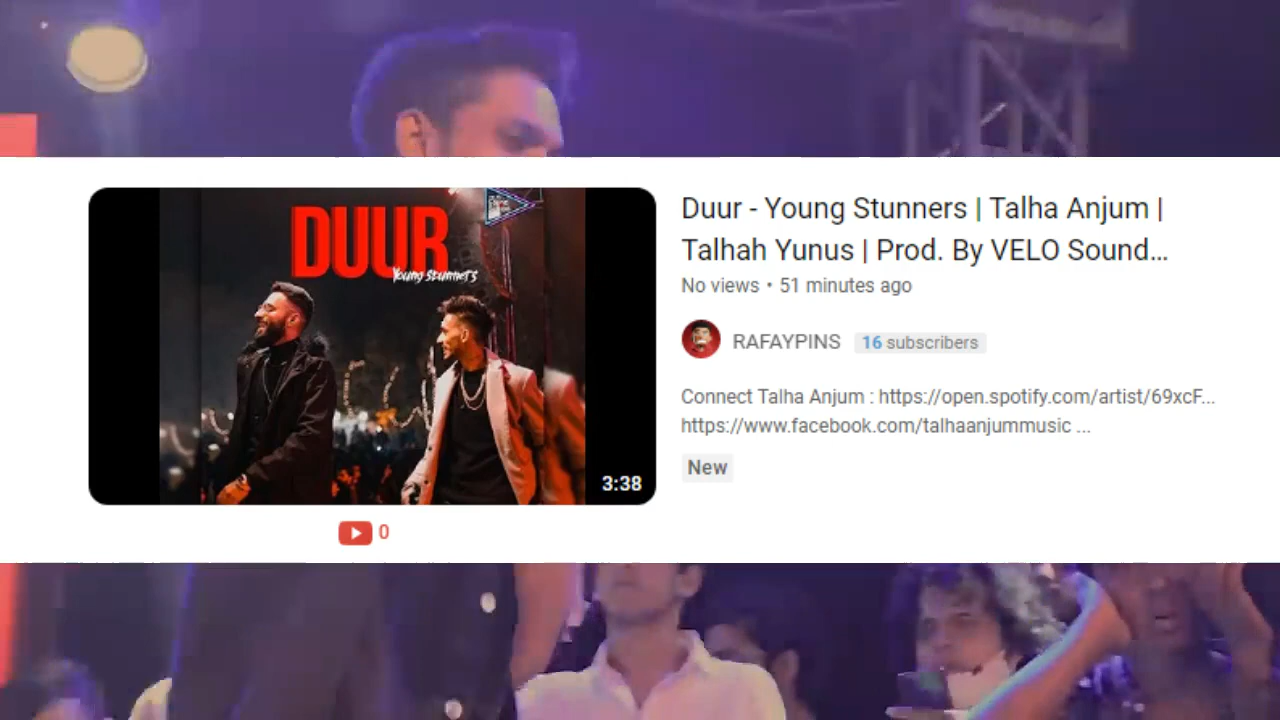 DUUR
Young Stunners
3:38
0
Duur - Young Stunners | Talha Anjum |
Talhah Yunus | Prod. By VELO Sound...
No views • 51 minutes ago
RAFAYPINS 16 subscribers
Connect Talha Anjum : https://open.spotify.com/artist/69xcF...
https://www.facebook.com/talhaanjummusic ...
New